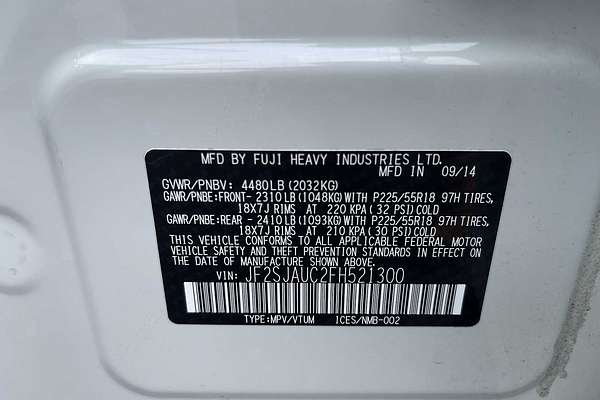 MFD BY FUJI HEAVY INDUSTRIES LTD.
MFD IN 09/14
GVWR/PNBV: 4480LB(2032KG)
GAWR/PNBE:FRONT-2310LB(1048KG)WITH P225/55R18 97H TIRES,
18X7J RIMS AT 220 KPA(32 PSI)COLD
GAWR/PNBE:REAR -2410LB(1093KG)WITH P225/55R18 97H TIRES,
18X7J RIMS AT 210 KPA(30 PSI)COLD
THIS VEHICLE CONFORMS TO ALL APPLICABLE FEDERAL MOTOR
VEHICLE SAFETY AND THEFT PREVENTION STANDARDS IN EFFECT
ON THE DATE OF MANUFACTURE SHOWN ABOVE.
VIN: JF2SJAUC2FH521300
TYPE:MPV/VTUM ICES/NMB-002